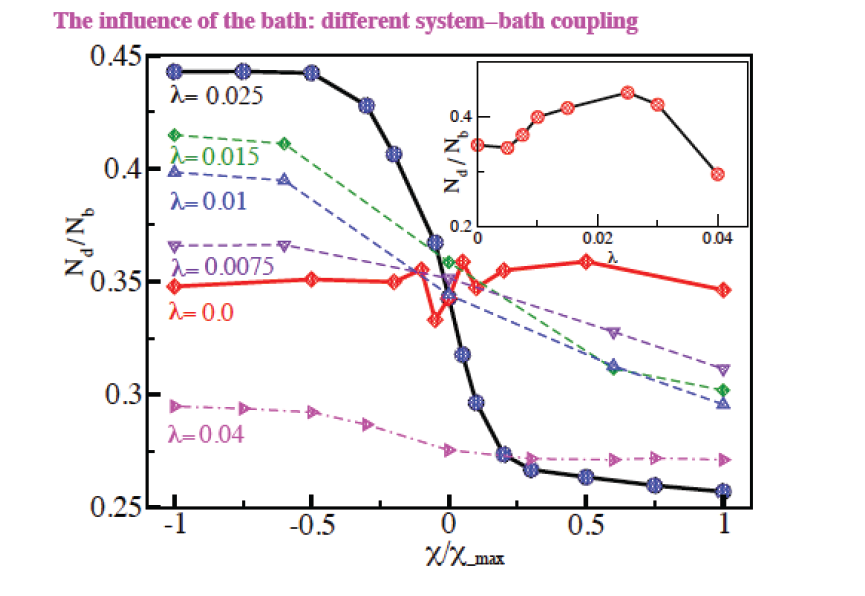 The influence of the bath: different system–bath coupling
0.45
0.4
0.35
0.3
0.25
N_d / N_b
λ= 0.025
λ= 0.015
λ= 0.01
λ= 0.0075
λ= 0.0
λ= 0.04
N_d / N_b
0.4
0.2
0 0.02 0.04
λ
-1 -0.5 0 0.5 1
χ/χ_max